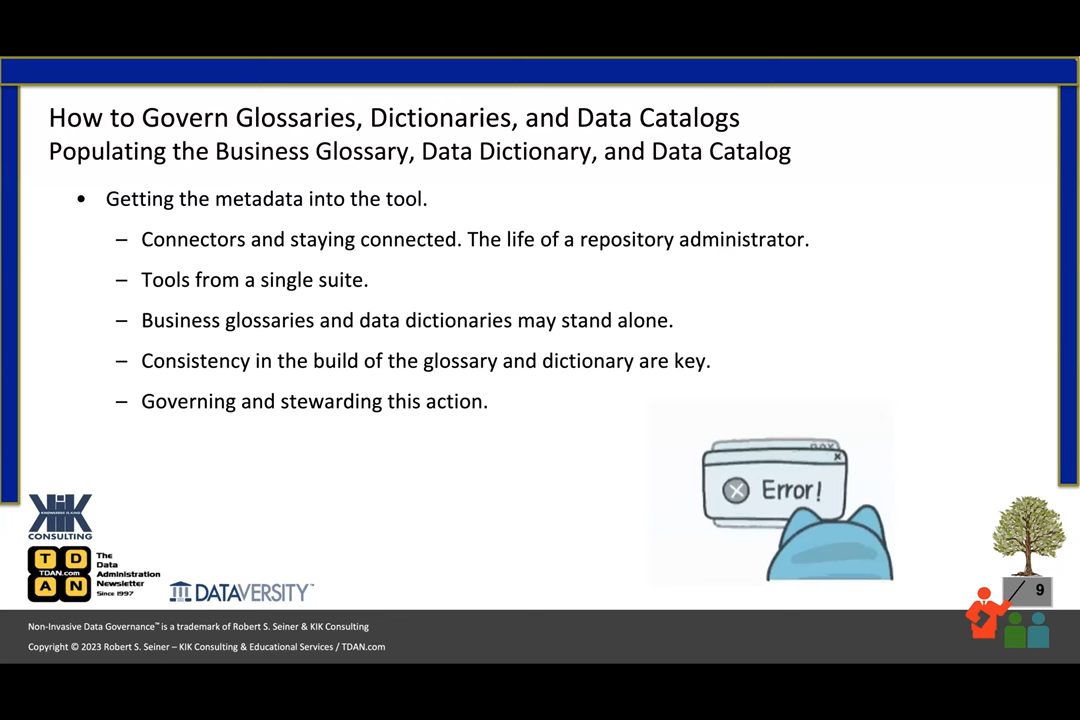 How to Govern Glossaries, Dictionaries, and Data Catalogs
Populating the Business Glossary, Data Dictionary, and Data Catalog
• Getting the metadata into the tool.
– Connectors and staying connected. The life of a repository administrator.
– Tools from a single suite.
– Business glossaries and data dictionaries may stand alone.
– Consistency in the build of the glossary and dictionary are key.
– Governing and stewarding this action.
Error!
KIK
KNOWLEDGE IS KING
CONSULTING
T D
TDAN.com
A N
The
Data
Administration
Newsletter
Since 1997
DATAVERSITY™
9
Non-Invasive Data Governance™ is a trademark of Robert S. Seiner & KIK Consulting
Copyright © 2023 Robert S. Seiner – KIK Consulting & Educational Services / TDAN.com